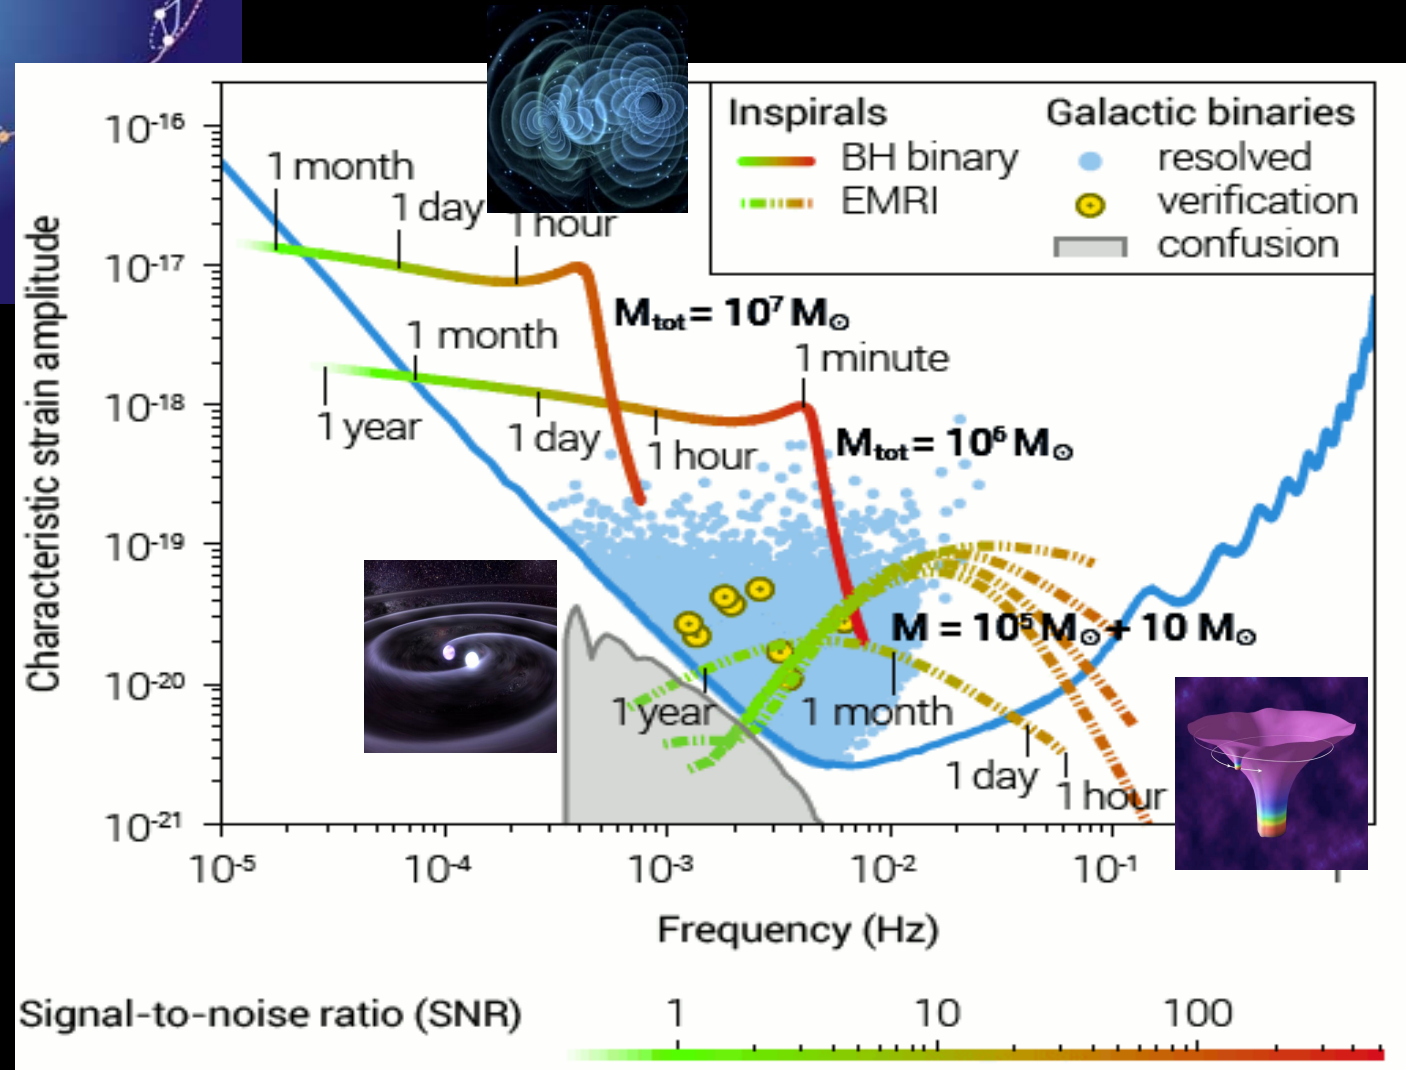 Characteristic strain amplitude
10⁻¹⁶
10⁻¹⁷
10⁻¹⁸
10⁻¹⁹
10⁻²⁰
10⁻²¹
Inspirals
BH binary
EMRI
Galactic binaries
resolved
verification
confusion
1 month
1 day
1 hour
Mtot = 10⁷ M☉
1 month
1 minute
1 year
1 day
1 hour
Mtot = 10⁶ M☉
M = 10⁵ M☉ + 10 M☉
1 year
1 month
1 day
1 hour
10⁻⁵
10⁻⁴
10⁻³
10⁻²
10⁻¹
Frequency (Hz)
Signal-to-noise ratio (SNR)
1
10
100